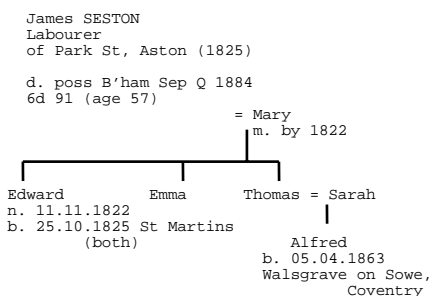 James SESTON
Labourer
of Park St, Aston (1825)
d. poss B'ham Sep Q 1884
6d 91 (age 57)
= Mary
m. by 1822
Edward Emma Thomas = Sarah
n. 11.11.1822
b. 25.10.1825 St Martins
(both)
Alfred
b. 05.04.1863
Walsgrave on Sowe,
Coventry